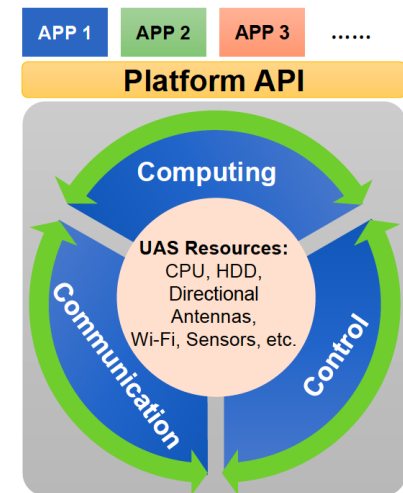 APP 1 APP 2 APP 3 ......
Platform API
Computing
UAS Resources:
CPU, HDD,
Directional
Antennas,
Wi-Fi, Sensors, etc.
Communication
Control